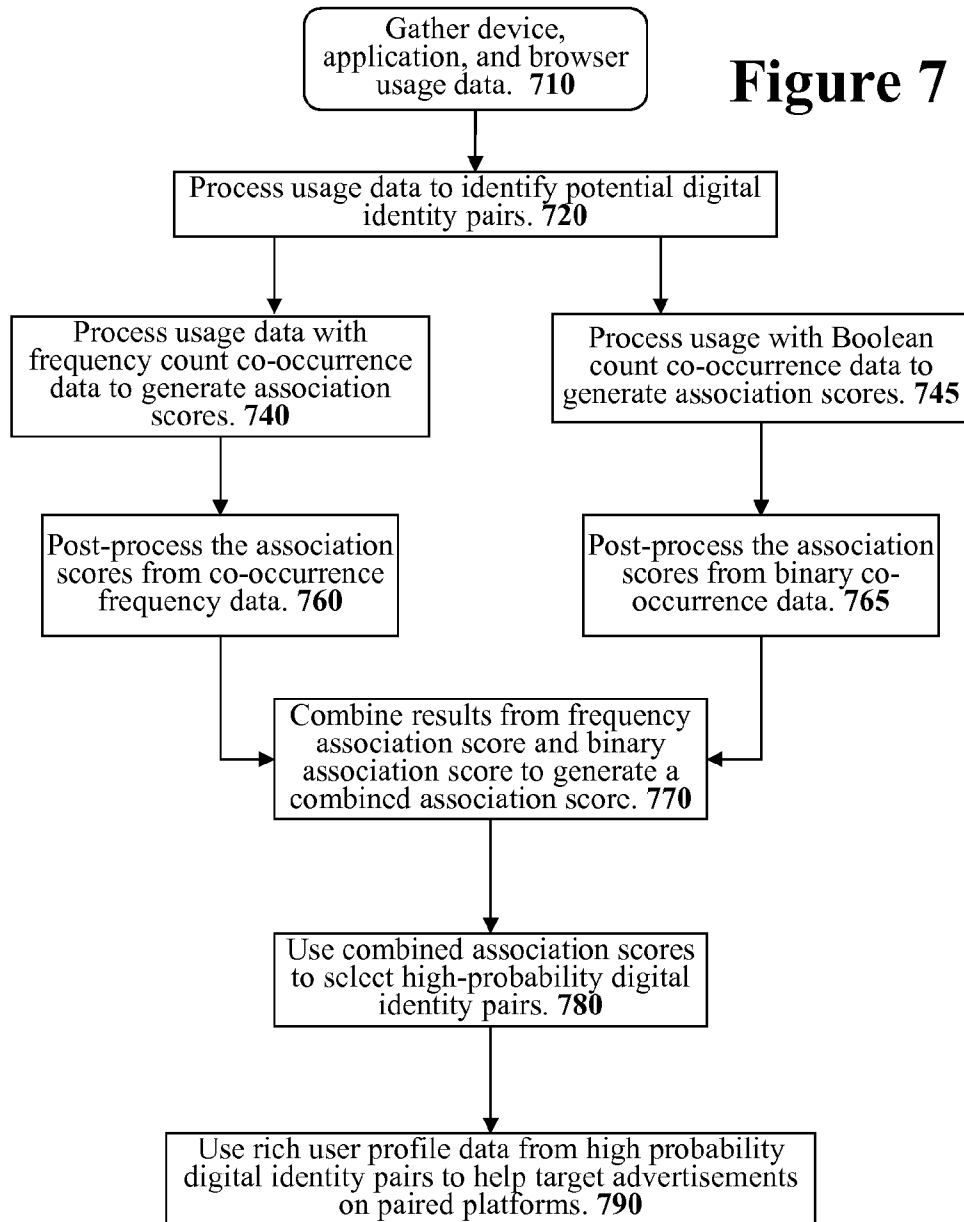 Gather device,
application, and browser
usage data. 710
Figure 7
Process usage data to identify potential digital
identity pairs. 720
Process usage data with
frequency count co-occurrence
data to generate association
scores. 740
Process usage with Boolean
count co-occurrence data to
generate association scores. 745
Post-process the association
scores from co-occurrence
frequency data. 760
Post-process the association
scores from binary co-
occurrence data. 765
Combine results from frequency
association score and binary
association score to generate a
combined association score. 770
Use combined association scores
to select high-probability digital
identity pairs. 780
Use rich user profile data from high probability
digital identity pairs to help target advertisements
on paired platforms. 790